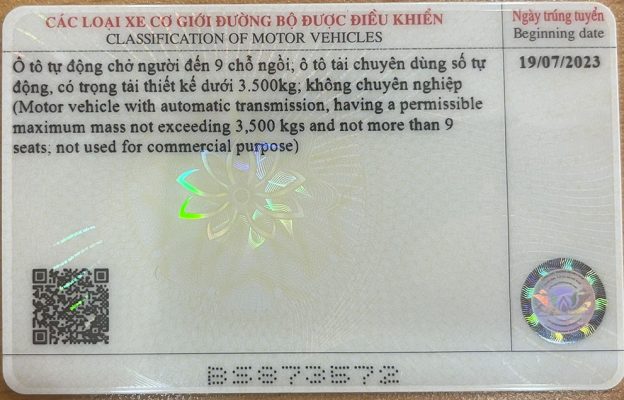 CÁC LOẠI XE CƠ GIỚI ĐƯỜNG BỘ ĐƯỢC ĐIỀU KHIỂN
CLASSIFICATION OF MOTOR VEHICLES
Ngày trúng tuyển
Beginning date
Ô tô tự động chở người đến 9 chỗ ngồi; ô tô tải chuyên dùng số tự
động, có trọng tải thiết kế dưới 3.500kg; không chuyên nghiệp
(Motor vehicle with automatic transmission, having a permissible
maximum mass not exceeding 3,500 kgs and not more than 9
seats; not used for commercial purpose)
19/07/2023
BS873572